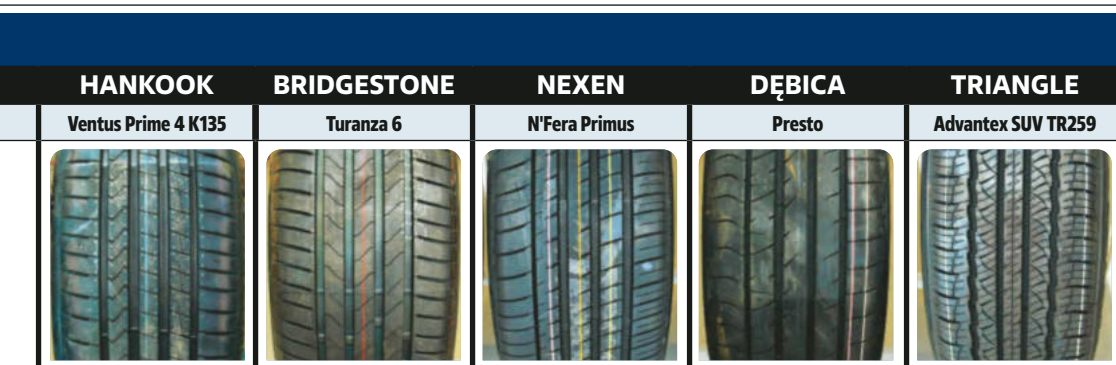 HANKOOK BRIDGESTONE NEXEN DĘBICA TRIANGLE
Ventus Prime 4 K135 Turanza 6 N'Fera Primus Presto Advantex SUV TR259